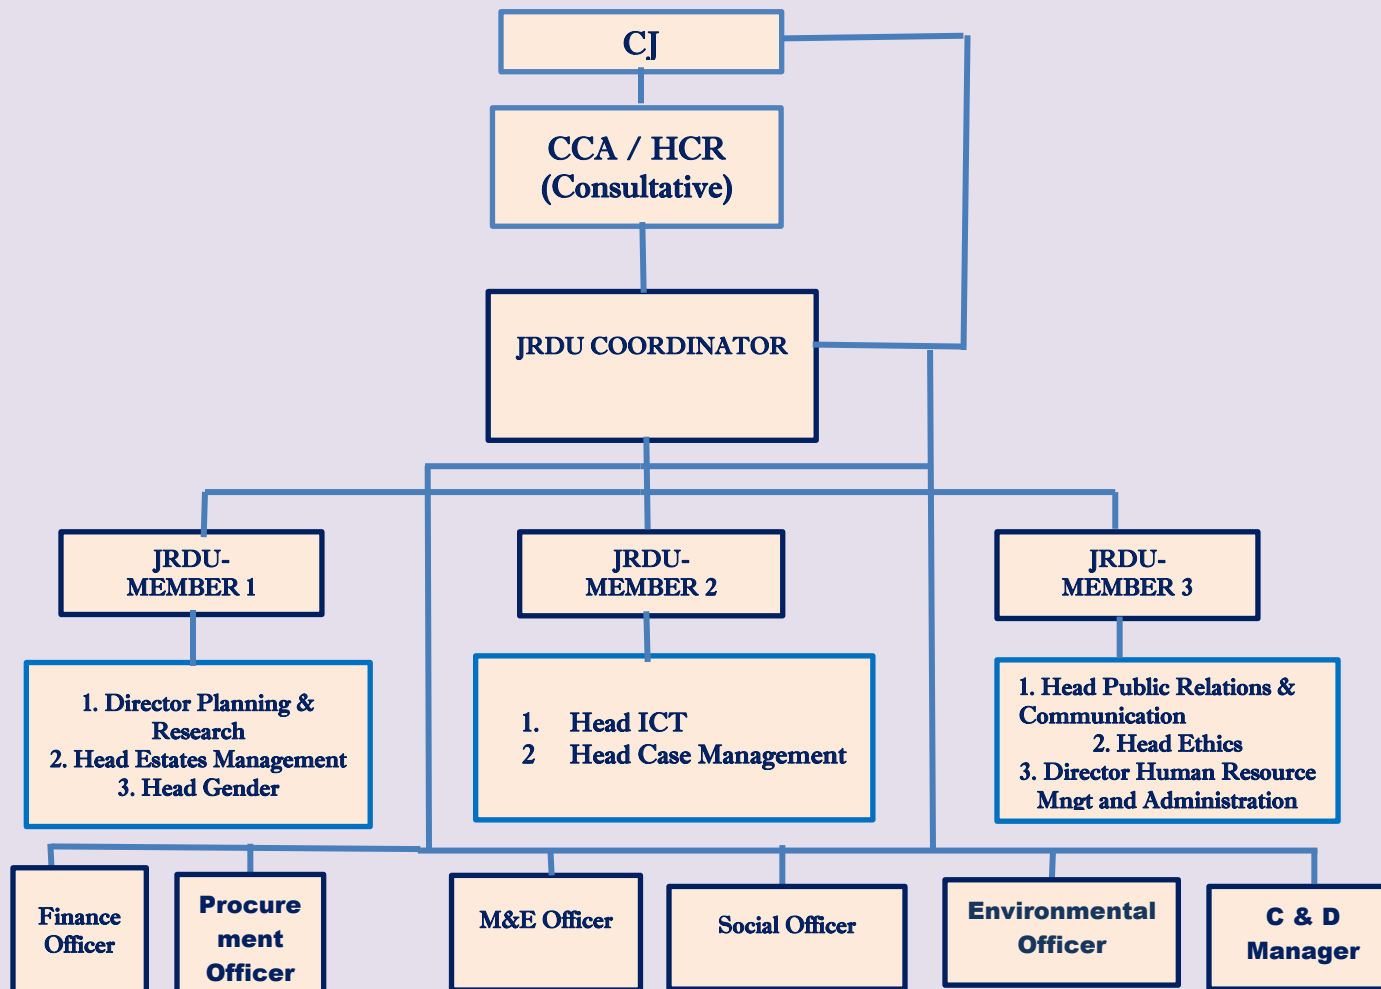 CJ
CCA / HCR
(Consultative)
JRDU COORDINATOR
JRDU-
MEMBER 1
JRDU-
MEMBER 2
JRDU-
MEMBER 3
1. Director Planning &
Research
2. Head Estates Management
3. Head Gender
1. Head ICT
2 Head Case Management
1. Head Public Relations &
Communication
2. Head Ethics
3. Director Human Resource
Mngt and Administration
Finance
Officer
Procure
ment
Officer
M&E Officer
Social Officer
Environmental
Officer
C & D
Manager